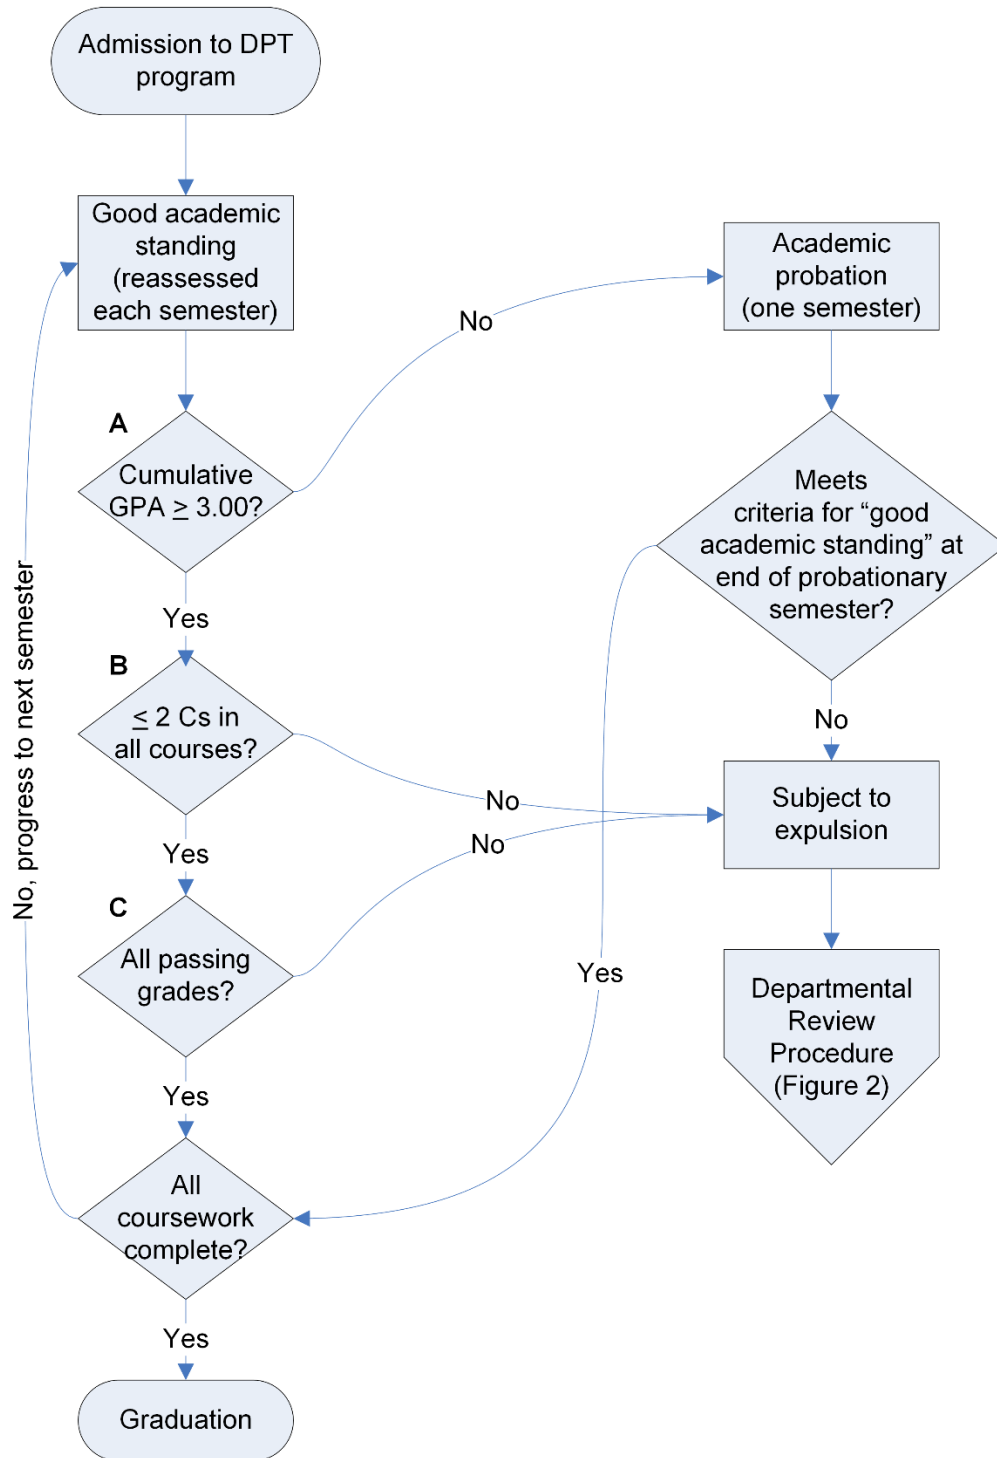 Admission to DPT
program
Good academic
standing
(reassessed
each semester)
Academic
probation
(one semester)
No
A
Cumulative
GPA ≥ 3.00?
Meets
criteria for “good
academic standing” at
end of probationary
semester?
Yes
No, progress to next semester
B
≤ 2 Cs in
all courses?
No
No
Subject to
expulsion
Yes
No
C
All passing
grades?
Yes
Departmental
Review
Procedure
(Figure 2)
Yes
All
coursework
complete?
Yes
Graduation